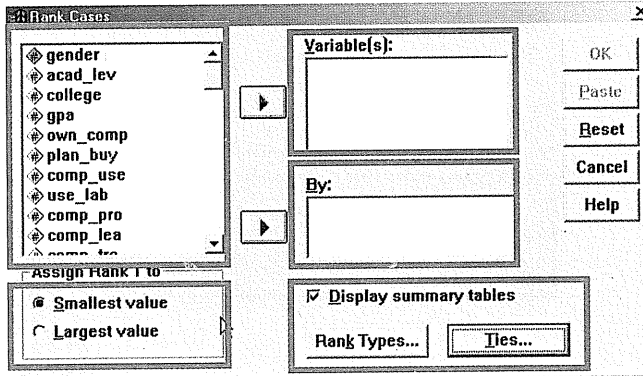 Rank Cases
gender
acad_lev
college
gpa
own_comp
plan_buy
comp_use
use_lab
comp_pro
comp_lea
Variable(s):
By:
OK
Paste
Reset
Cancel
Help
Assign Rank 1 to
Smallest value
Largest value
Display summary tables
Rank Types...
Ties...